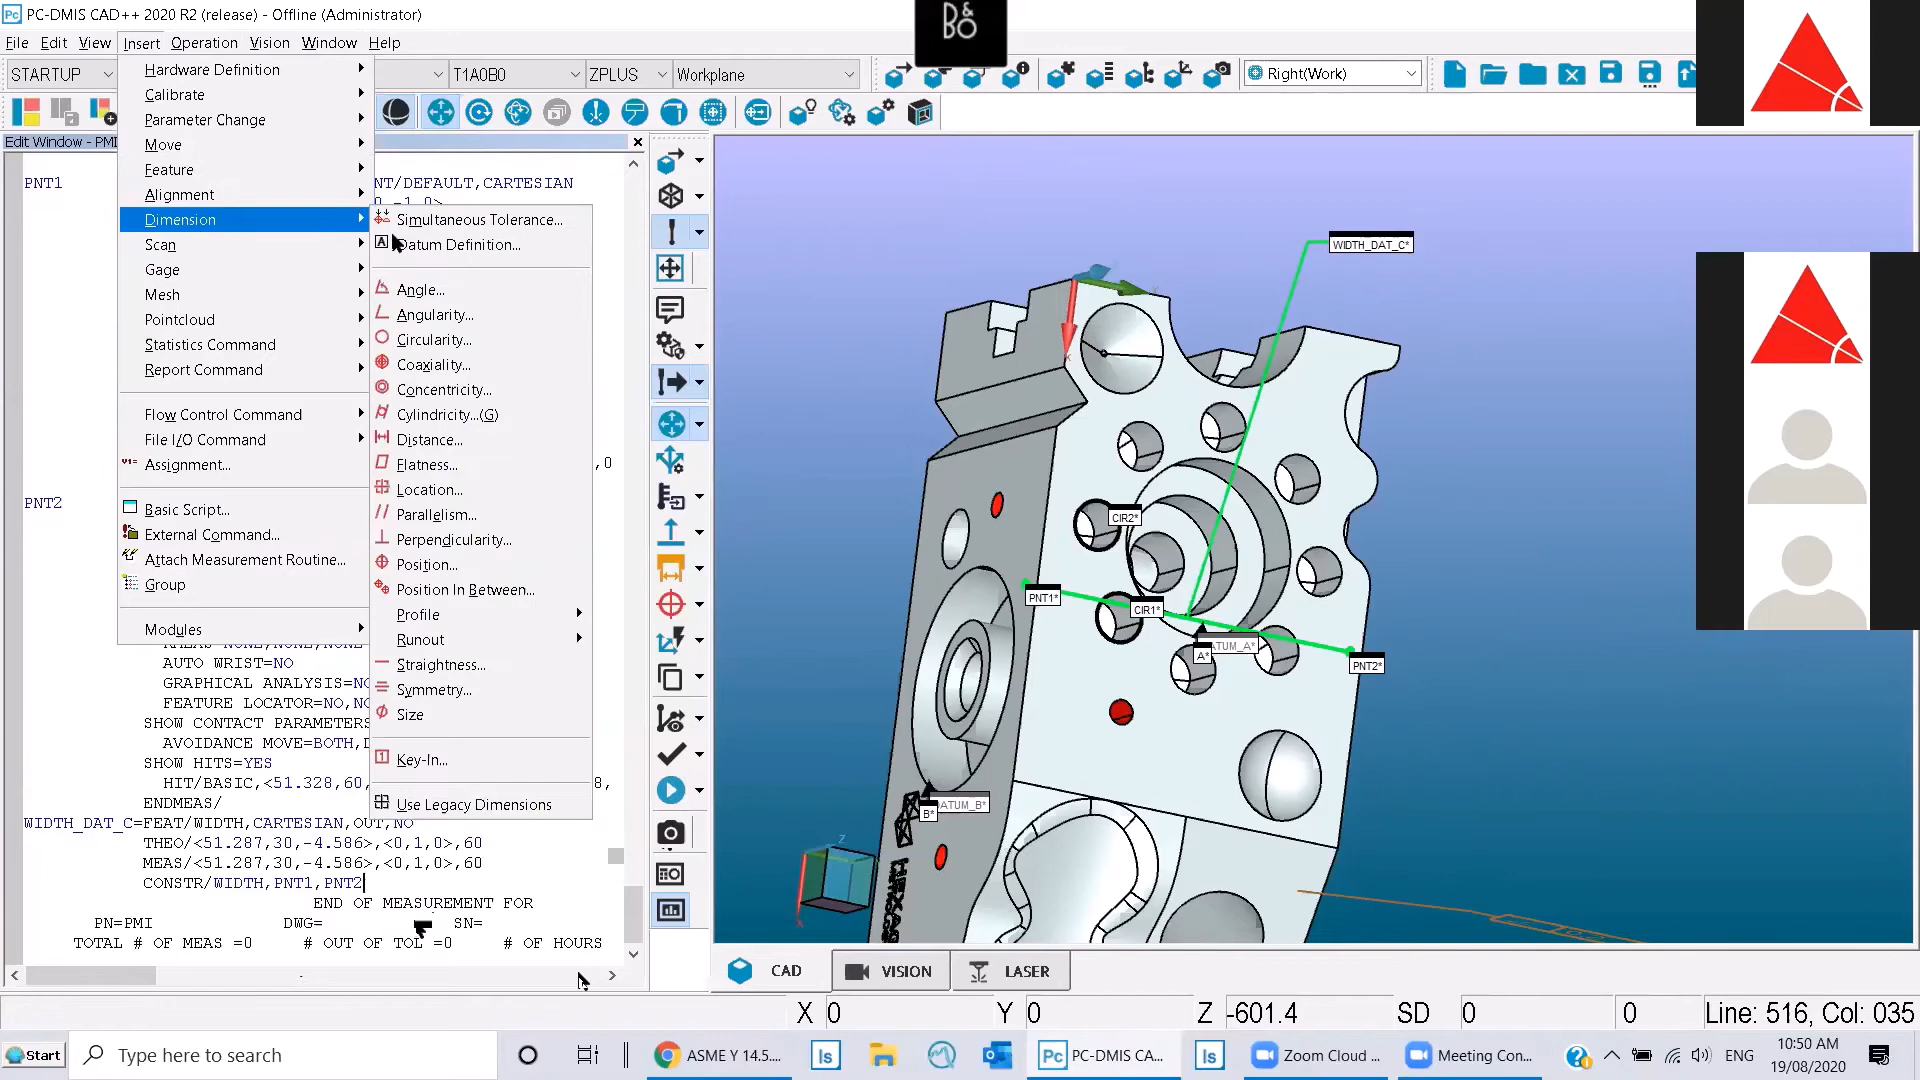 PC-DMIS CAD++ 2020 R2 (release) - Offline (Administrator)
B&O
File Edit View Insert Operation Vision Window Help
STARTUP T1A0B0 ZPLUS Workplane Right(Work)
Hardware Definition
Calibrate
Parameter Change
Move
Feature
Alignment
Dimension
Scan
Gage
Mesh
Pointcloud
Statistics Command
Report Command
Flow Control Command
File I/O Command
Assignment...
Basic Script...
External Command...
Attach Measurement Routine...
Group
Modules
Simultaneous Tolerance...
Datum Definition...
Angle...
Angularity...
Circularity...
Coaxiality...
Concentricity...
Cylindricity...(G)
Distance...
Flatness...
Location...
Parallelism...
Perpendicularity...
Position...
Position In Between...
Profile
Runout
Straightness...
Symmetry...
Size
Key-In...
Use Legacy Dimensions
Edit Window - PMI
PNT1 NT/DEFAULT,CARTESIAN
,0
PNT2
AUTO WRIST=NO
GRAPHICAL ANALYSIS=NO
FEATURE LOCATOR=NO,NO
SHOW CONTACT PARAMETERS
AVOIDANCE MOVE=BOTH,D
SHOW HITS=YES
HIT/BASIC,<51.328,60, 8,
ENDMEAS/
WIDTH_DAT_C=FEAT/WIDTH,CARTESIAN,OUT,NO
THEO/<51.287,30,-4.586>,<0,1,0>,60
MEAS/<51.287,30,-4.586>,<0,1,0>,60
CONSTR/WIDTH,PNT1,PNT2
END OF MEASUREMENT FOR
PN=PMI DWG= SN=
TOTAL # OF MEAS =0 # OUT OF TOL =0 # OF HOURS
WIDTH_DAT_C*
CIR2*
PNT1*
CIR1*
ATUM_A*
A*
PNT2*
DATUM_B*
B*
Z
X
CAD VISION LASER
X 0 Y 0 Z -601.4 SD 0 0 Line: 516, Col: 035
Start Type here to search ASME Y 14.5.... Is PC-DMIS CA... Is Zoom Cloud ... Meeting Con... ENG
10:50 AM
19/08/2020